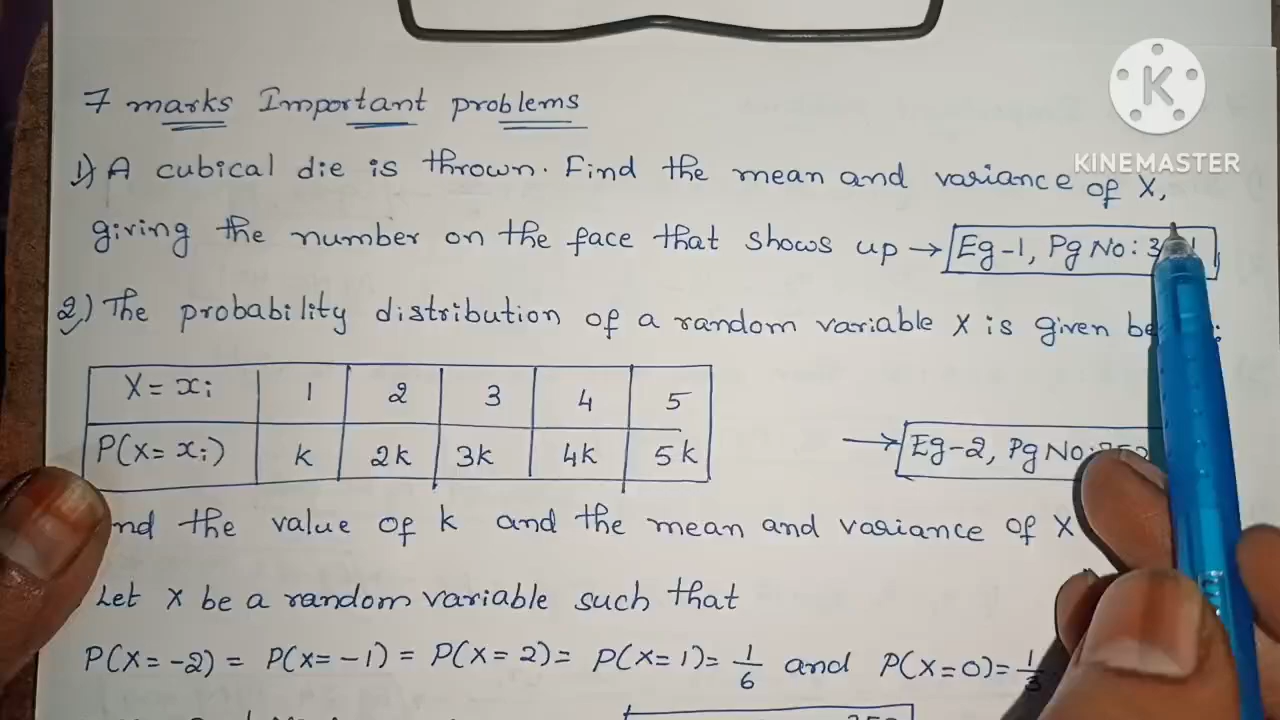 7 marks Important problems
K
KINEMASTER
1) A cubical die is thrown. Find the mean and variance of X,
giving the number on the face that shows up → Eg-1, Pg No:
2) The probability distribution of a random variable X is given
X = xi 1 2 3 4 5
P(X = xi) k 2k 3k 4k 5k
→ Eg-2, Pg No:
the value of k and the mean and variance of X
Let X be a random variable such that
P(X = -2) = P(X = -1) = P(X = 2) = P(X = 1) = 1/6 and P(X = 0) = 1/3